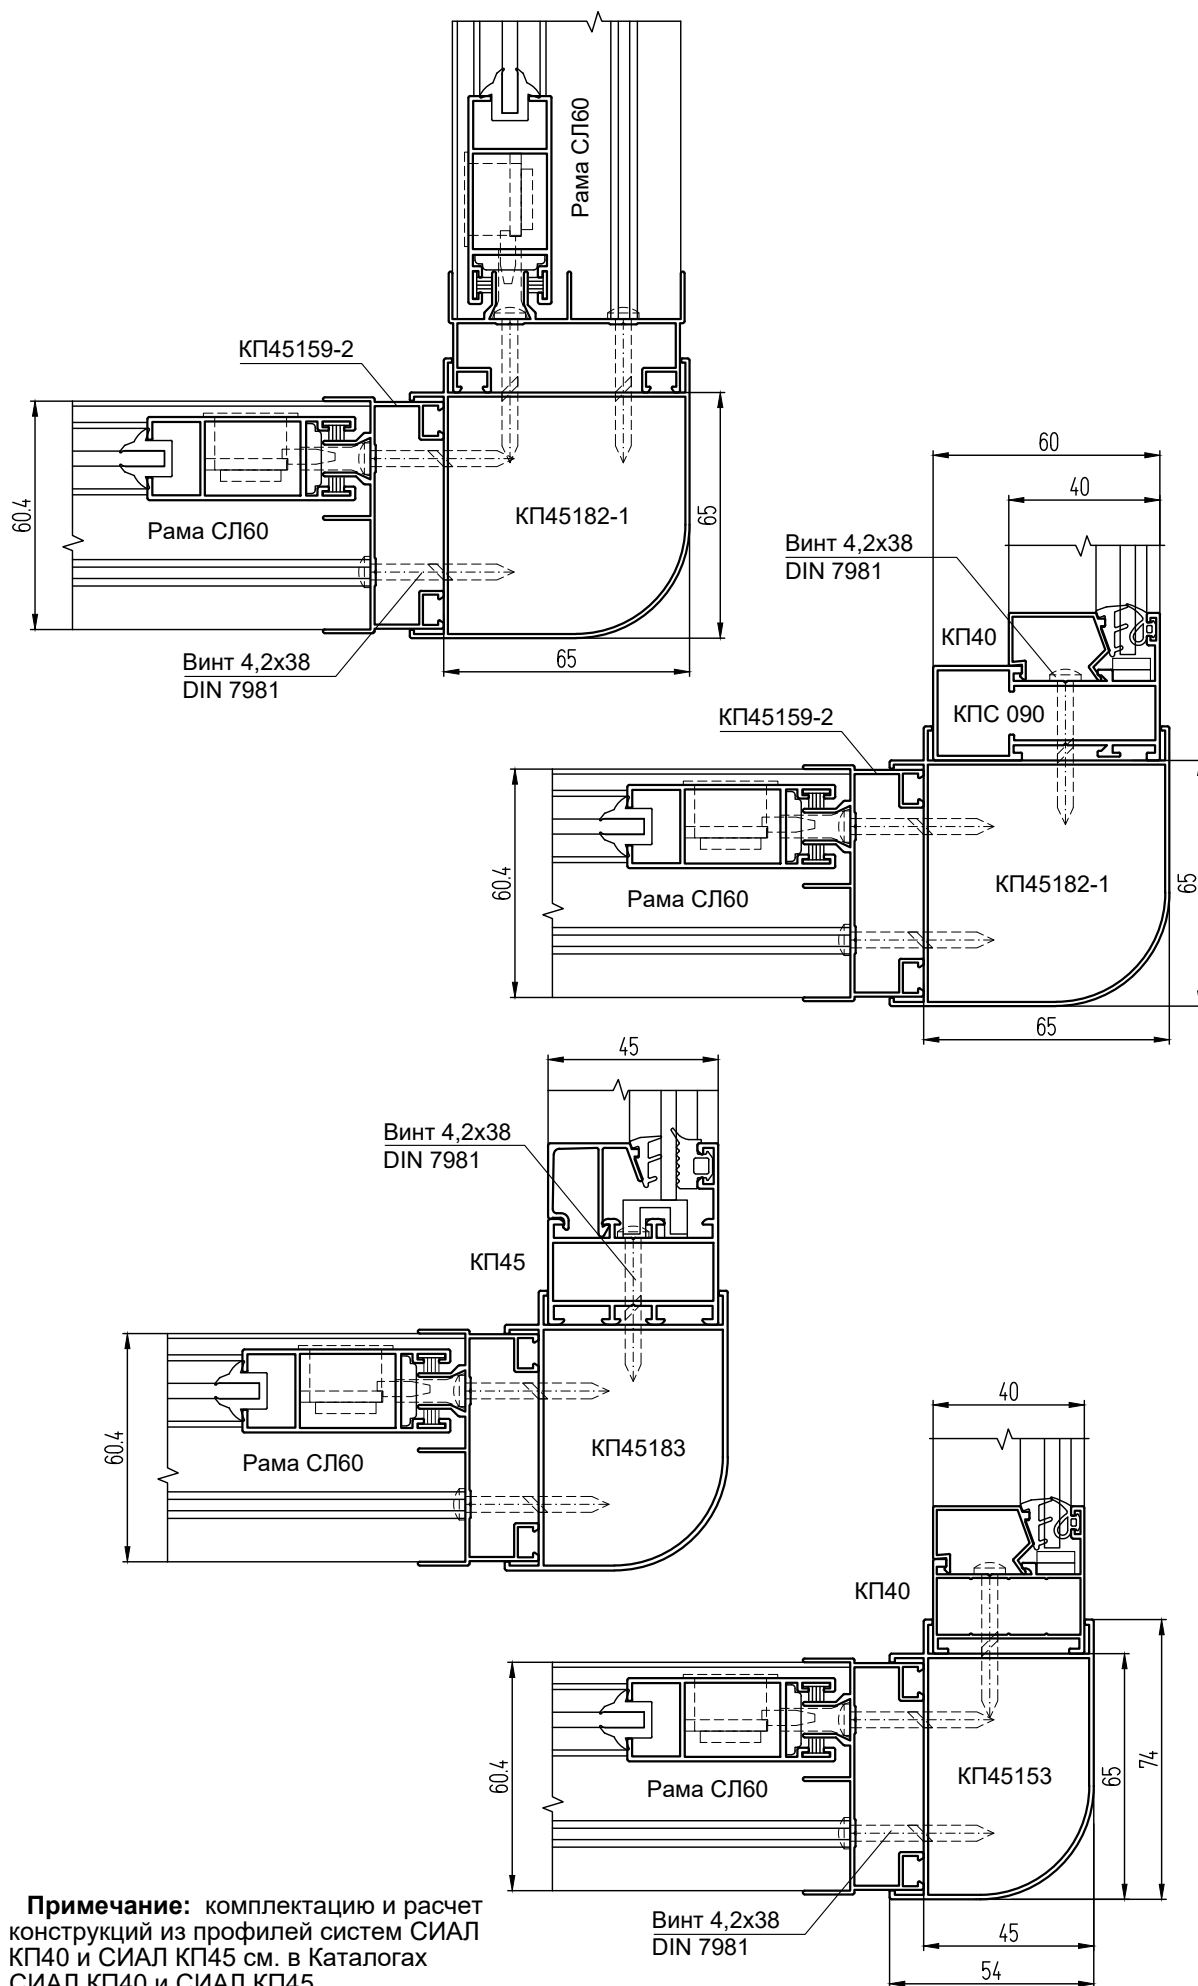 Рама СЛ60
КП45159-2
60.4
Рама СЛ60
КП45182-1
65
65
Винт 4,2х38
DIN 7981
60
40
Винт 4,2х38
DIN 7981
КП40
КПС 090
КП45159-2
60.4
Рама СЛ60
КП45182-1
65
65
45
Винт 4,2х38
DIN 7981
КП45
60.4
Рама СЛ60
КП45183
40
КП40
60.4
Рама СЛ60
КП45153
65
74
Винт 4,2х38
DIN 7981
45
54
Примечание: комплектацию и расчет
конструкций из профилей систем СИАЛ
КП40 и СИАЛ КП45 см. в Каталогах
СИАЛ КП40 и СИАЛ КП45